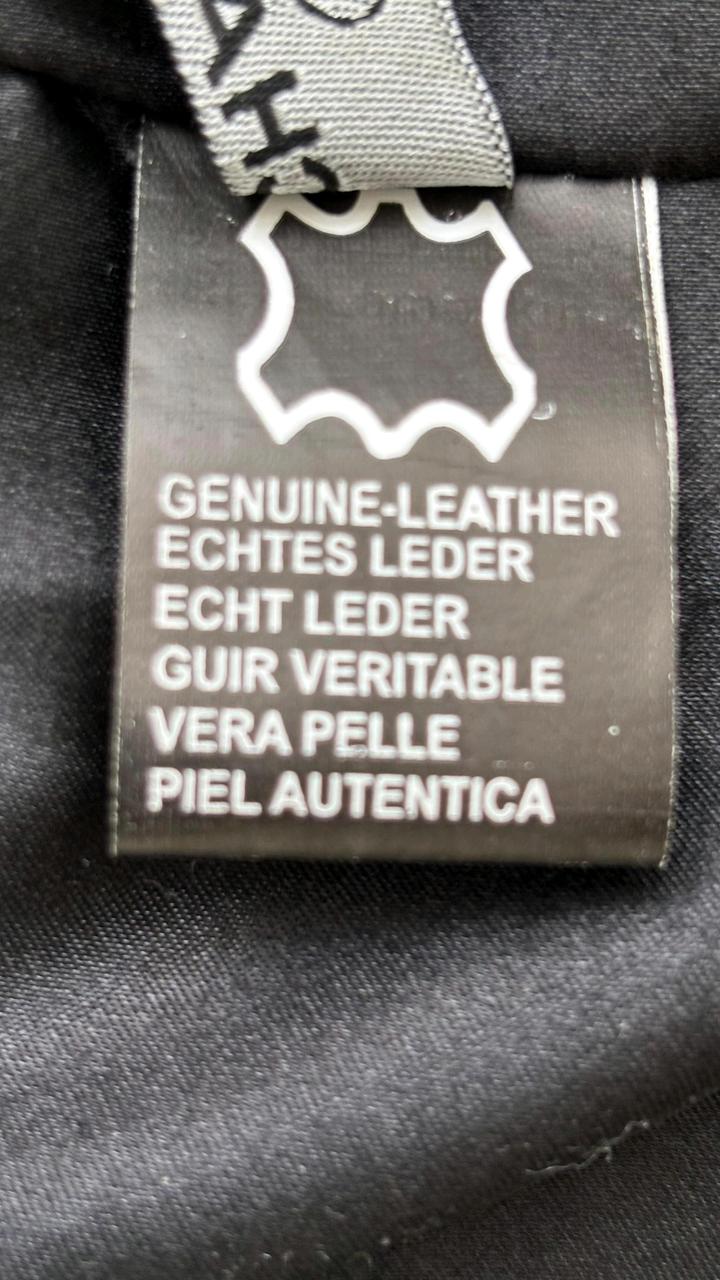 GENUINE-LEATHER
ECHTES LEDER
ECHT LEDER
GUIR VERITABLE
VERA PELLE
PIEL AUTENTICA